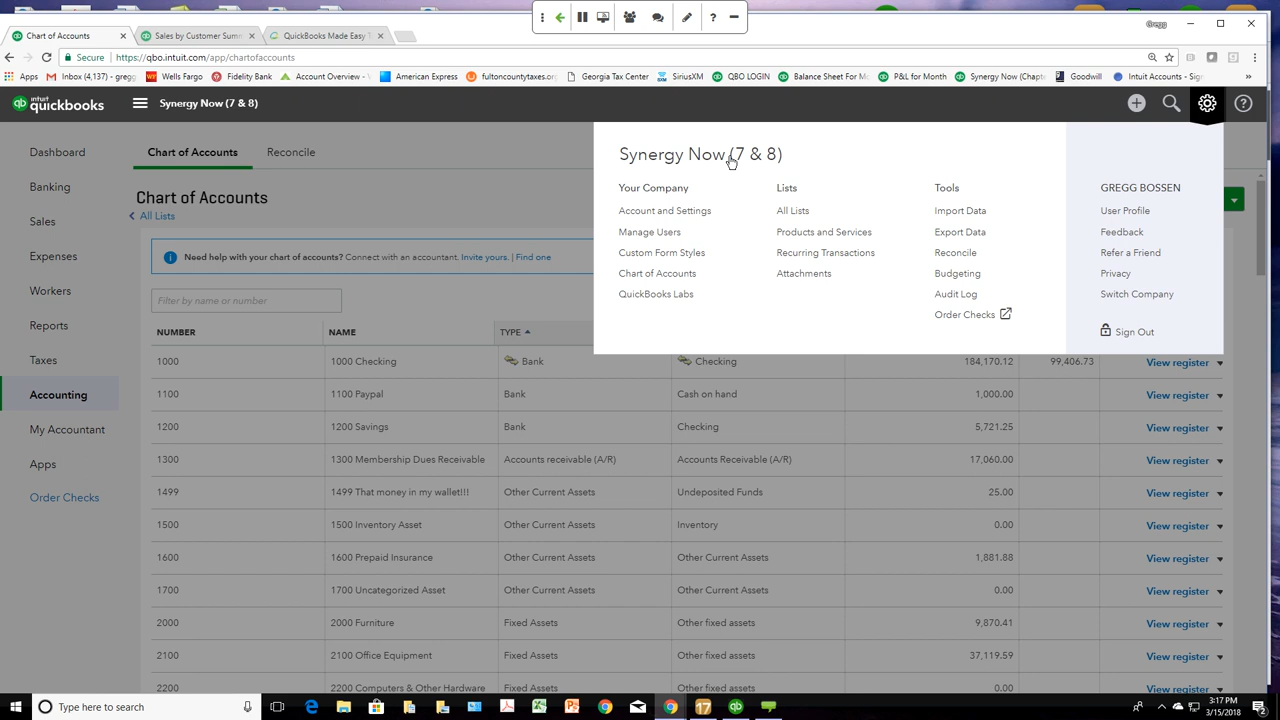 Gregg
Chart of Accounts
Sales by Customer Summ
QuickBooks Made Easy T
Secure
https://qbo.intuit.com/app/chartofaccounts
Apps
Inbox (4,137) - gregg
Wells Fargo
Fidelity Bank
Account Overview - V
American Express
fultoncountytaxes.org
Georgia Tax Center
SiriusXM
QBO LOGIN
Balance Sheet For M
P&L for Month
Synergy Now (Chapt
Goodwill
Intuit Accounts - Sign
intuit
quickbooks
Synergy Now (7 & 8)
Dashboard
Banking
Sales
Expenses
Workers
Reports
Taxes
Accounting
My Accountant
Apps
Order Checks
Chart of Accounts
Reconcile
Chart of Accounts
All Lists
Need help with your chart of accounts? Connect with an accountant. Invite yours. | Find one
Filter by name or number
Synergy Now (7 & 8)
Your Company
Account and Settings
Manage Users
Custom Form Styles
Chart of Accounts
QuickBooks Labs
Lists
All Lists
Products and Services
Recurring Transactions
Attachments
Tools
Import Data
Export Data
Reconcile
Budgeting
Audit Log
Order Checks
GREGG BOSSEN
User Profile
Feedback
Refer a Friend
Privacy
Switch Company
Sign Out
NUMBER NAME TYPE
1000 1000 Checking Bank Checking 184,170.12 99,406.73 View register
1100 1100 Paypal Bank Cash on hand 1,000.00 View register
1200 1200 Savings Bank Checking 5,721.25 View register
1300 1300 Membership Dues Receivable Accounts receivable (A/R) Accounts Receivable (A/R) 17,060.00 View register
1499 1499 That money in my wallet!!! Other Current Assets Undeposited Funds 25.00 View register
1500 1500 Inventory Asset Other Current Assets Inventory 0.00 View register
1600 1600 Prepaid Insurance Other Current Assets Other Current Assets 1,881.88 View register
1700 1700 Uncategorized Asset Other Current Assets Other Current Assets 0.00 View register
2000 2000 Furniture Fixed Assets Other fixed assets 9,870.41 View register
2100 2100 Office Equipment Fixed Assets Other fixed assets 37,119.59 View register
2200 2200 Computers & Other Hardware Fixed Assets Other fixed assets 0.00 View register
Type here to search
17
3:17 PM
3/15/2018